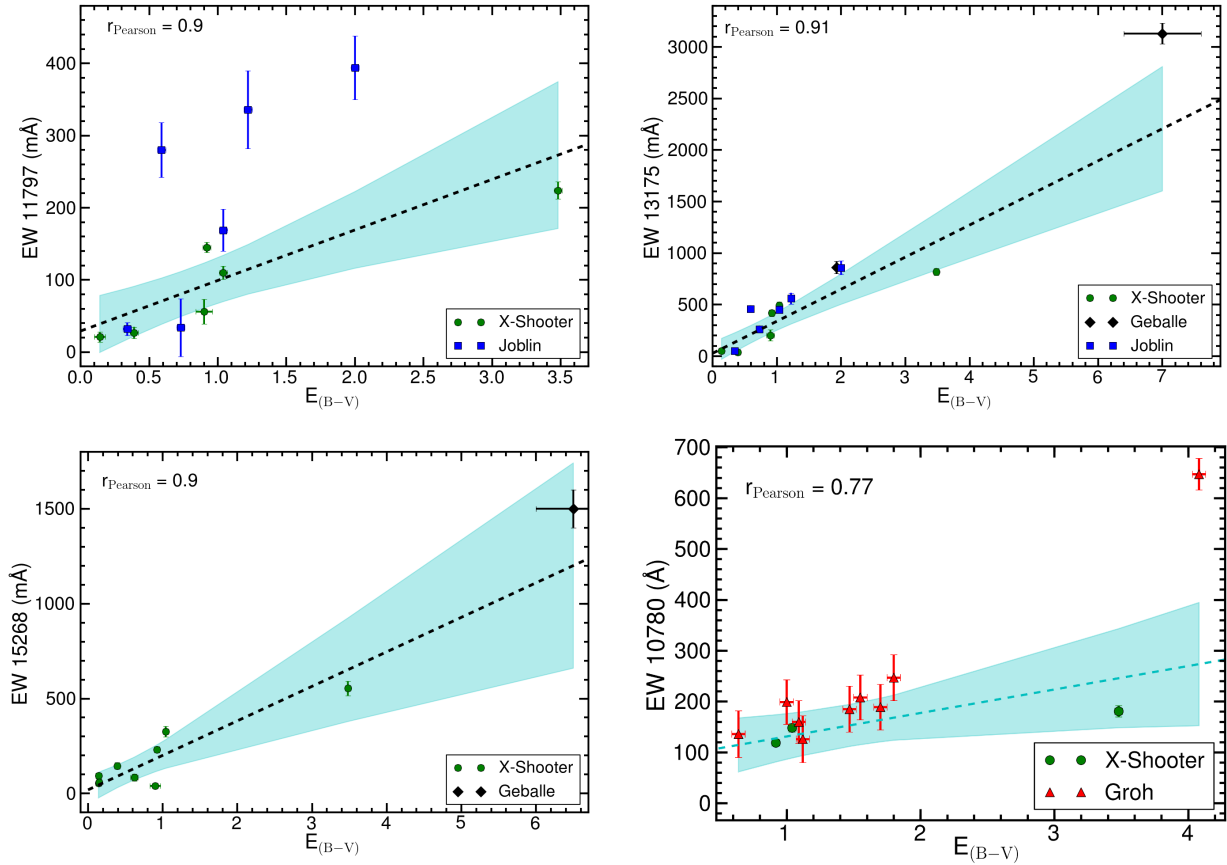 r_Pearson = 0.9
EW 11797 (mÅ)
400
300
200
100
0
0.0 0.5 1.0 1.5 2.0 2.5 3.0 3.5
E_(B−V)
X-Shooter
Joblin
r_Pearson = 0.91
EW 13175 (mÅ)
3000
2500
2000
1500
1000
500
0
0 1 2 3 4 5 6 7
E_(B−V)
X-Shooter
Geballe
Joblin
r_Pearson = 0.9
EW 15268 (mÅ)
1500
1000
500
0
0 1 2 3 4 5 6
E_(B−V)
X-Shooter
Geballe
r_Pearson = 0.77
EW 10780 (Å)
700
600
500
400
300
200
100
0
1 2 3 4
E_(B−V)
X-Shooter
Groh